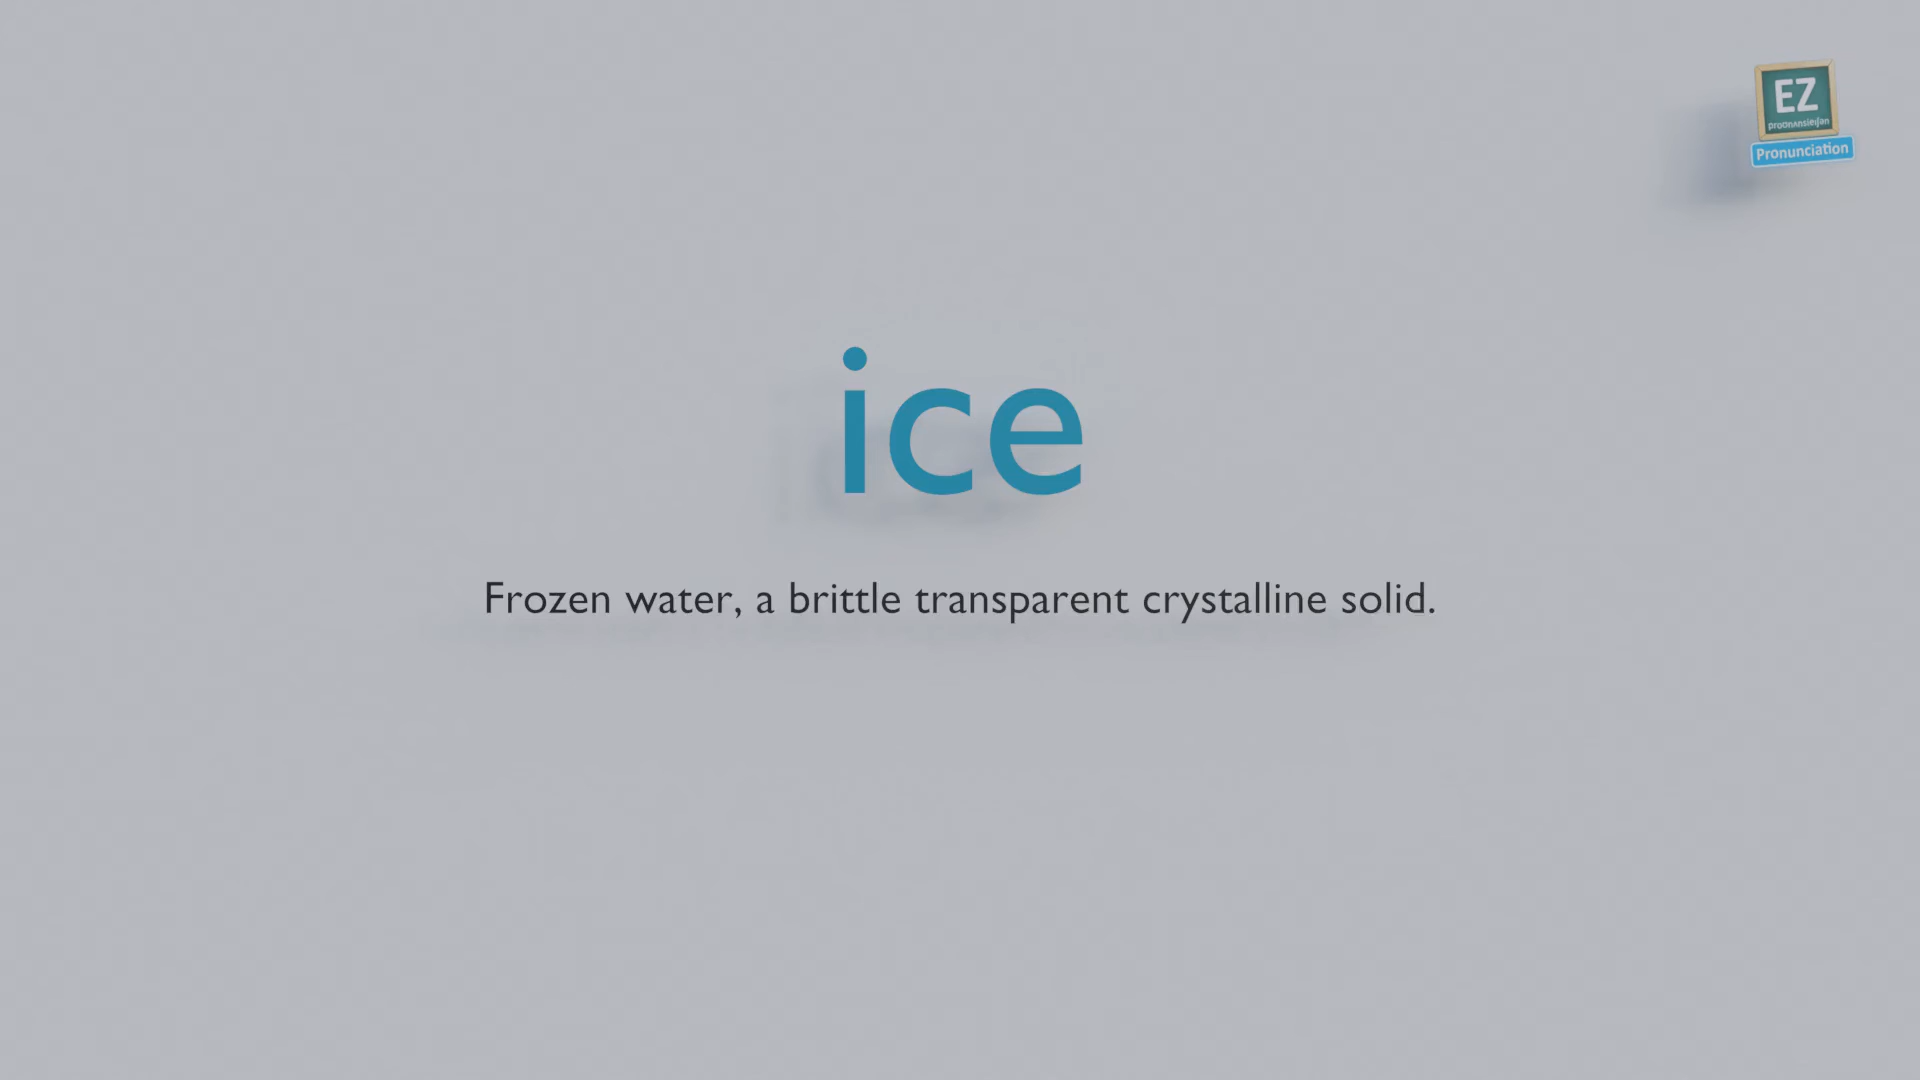 EZ
Pronunciation
ice
Frozen water, a brittle transparent crystalline solid.